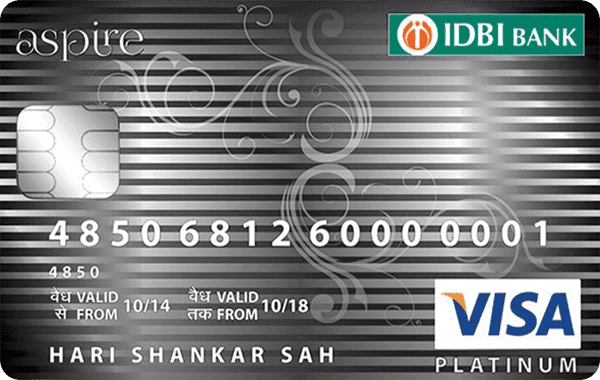 aspire
IDBI BANK
4850 6812 6000 0001
4850
वैध VALID से FROM 10/14 वैध VALID तक FROM 10/18
VISA
HARI SHANKAR SAH
PLATINUM